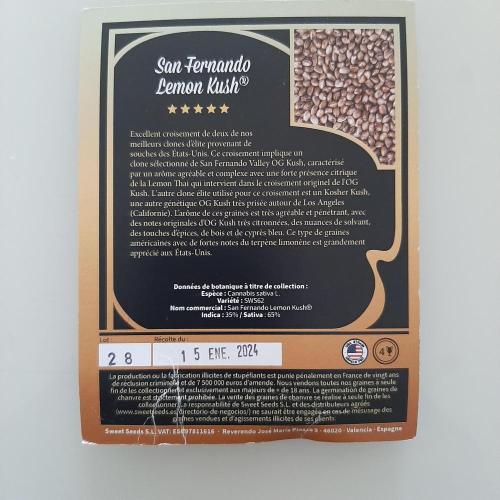 San Fernando
Lemon Kush®
Excellent croisement de deux de nos
meilleurs clones d'élite provenant de
souches des États-Unis. Ce croisement implique un
clone sélectionné de San Fernando Valley OG Kush, caractérisé
par un arôme agréable et complexe avec une forte présence citrique
de la Lemon Thai qui intervient dans le croisement originel de l'OG
Kush. L'autre clone élite utilisé pour ce croisement est un Kosher Kush,
une autre génétique OG Kush très prisée autour de Los Angeles
(Californie). L'arôme de ces graines est très agréable et pénétrant, avec
des notes originales d'OG Kush très citronnées, des nuances de solvant,
des touches d'épices, de bois et de cyprès bleu. Ce type de graines
américaines avec de fortes notes du terpène limonène est grandement
apprécié aux États-Unis.
Données de botanique à titre de collection :
Espèce : Cannabis sativa L.
Variété : SWS62
Nom commercial : San Fernando Lemon Kush®
Indica : 35% / Sativa : 65%
Lot
Récolte du :
28
15 ENE. 2024
4
La production ou la fabrication illicites de stupéfiants est punie pénalement en France de vingt ans
de réclusion criminelle et de 7 500 000 euros d'amende. Nous vendons toutes nos graines à seule
fin de les collectionner et exclusivement aux majeurs de + de 18 ans. La germination de graines de
chanvre est strictement prohibée. La vente des graines de chanvre se réalise à seule fin de les
collectionner. La responsabilité de Sweet Seeds S.L. et des distributeurs agréés
(www.sweetseeds.es/directorio-de-negocios/) ne saurait être engagée en cas de mésusage des
graines vendues et d'agissements illicites de ses clients.
Sweet Seeds S.L. VAT: ESB97811616 · Reverendo José María Pinazo 3 · 46020 · Valencia · Espagne